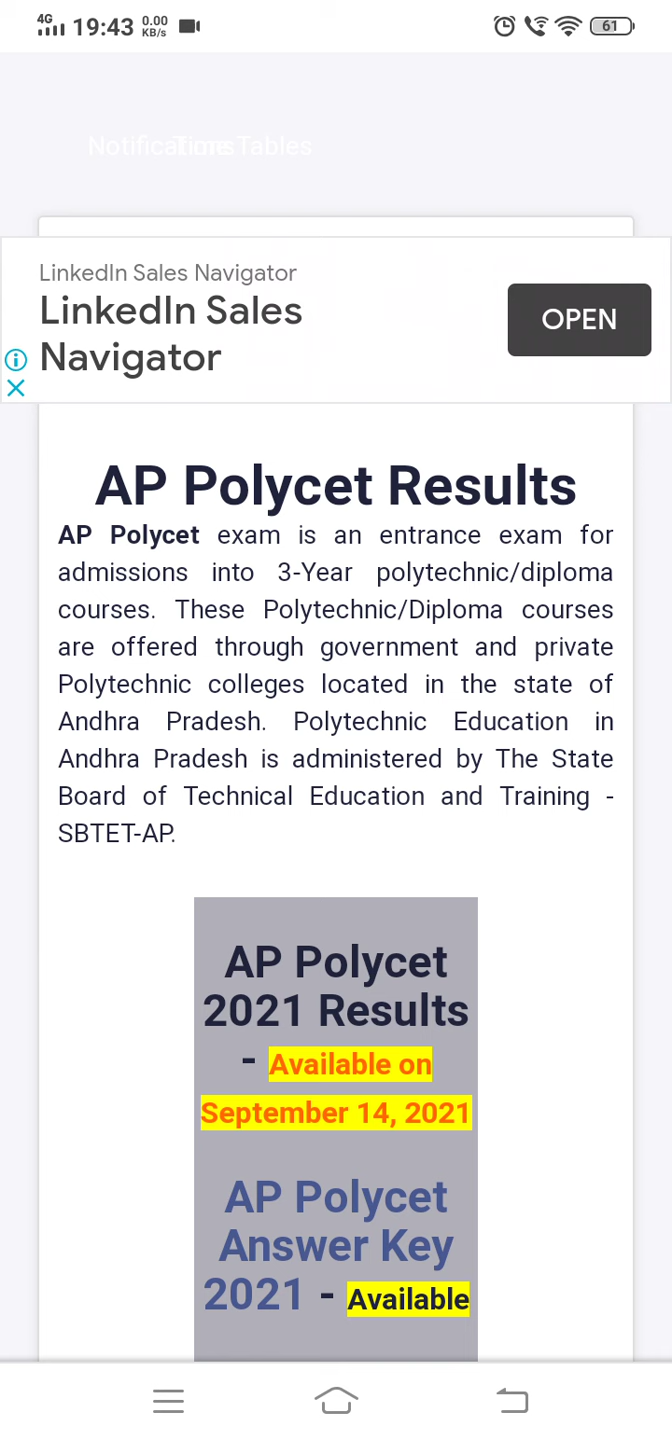 4G 19:43 0.00 KB/s 61
Notifications Time Tables
LinkedIn Sales Navigator
LinkedIn Sales
Navigator
OPEN
AP Polycet Results
AP Polycet exam is an entrance exam for
admissions into 3-Year polytechnic/diploma
courses. These Polytechnic/Diploma courses
are offered through government and private
Polytechnic colleges located in the state of
Andhra Pradesh. Polytechnic Education in
Andhra Pradesh is administered by The State
Board of Technical Education and Training -
SBTET-AP.
AP Polycet
2021 Results
- Available on
September 14, 2021
AP Polycet
Answer Key
2021 - Available